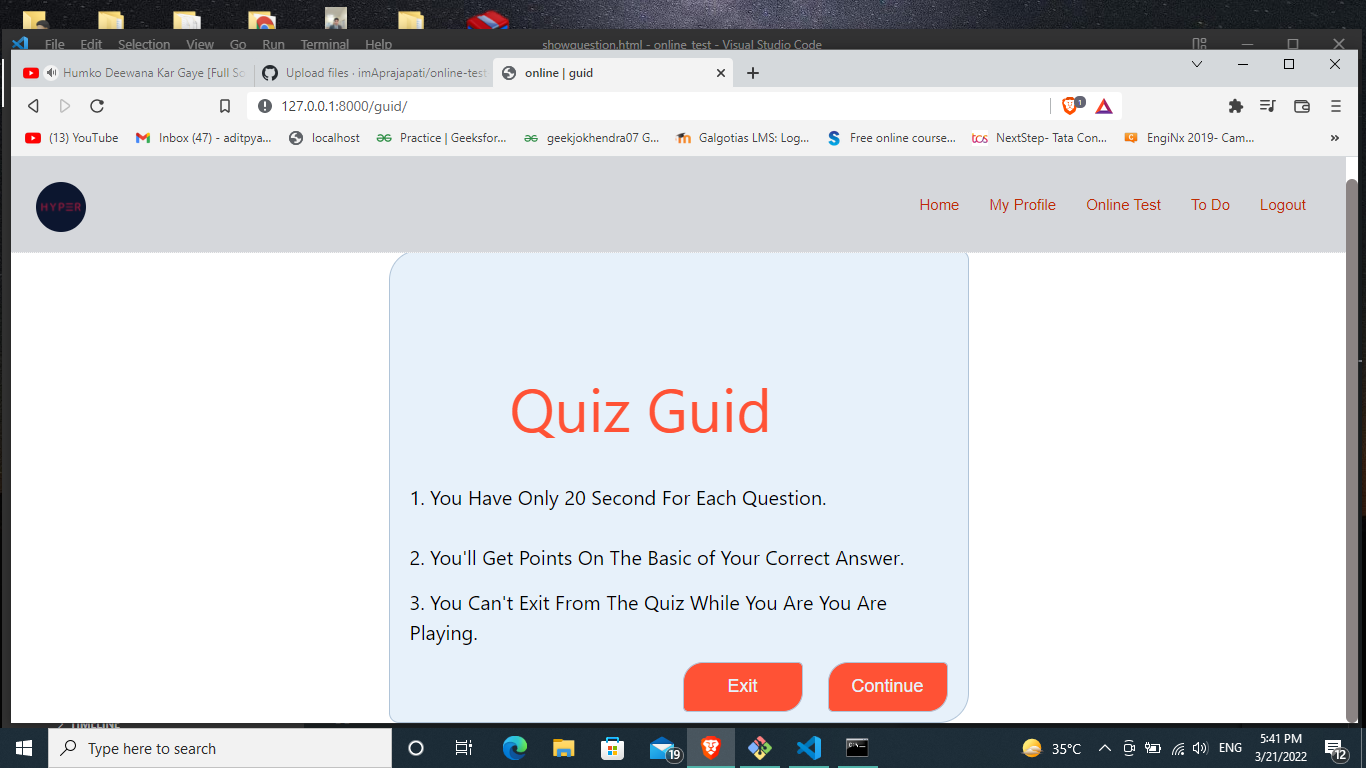 File Edit Selection View Go Run Terminal Help showquestion.html - online_test - Visual Studio Code
Humko Deewana Kar Gaye [Full So
Upload files · imAprajapati/online-test
online | guid
127.0.0.1:8000/guid/
1
(13) YouTube
Inbox (47) - aditpya...
localhost
Practice | Geeksfor...
geekjokhendra07 G...
Galgotias LMS: Log...
S
Free online course...
tcs
NextStep- Tata Con...
EngiNx 2019- Cam...
»
HYPER
Home My Profile Online Test To Do Logout
Quiz Guid
1. You Have Only 20 Second For Each Question.
2. You'll Get Points On The Basic of Your Correct Answer.
3. You Can't Exit From The Quiz While You Are You Are
Playing.
Exit Continue
TIMELINE
Type here to search
19
35°C
ENG
5:41 PM
3/21/2022
12